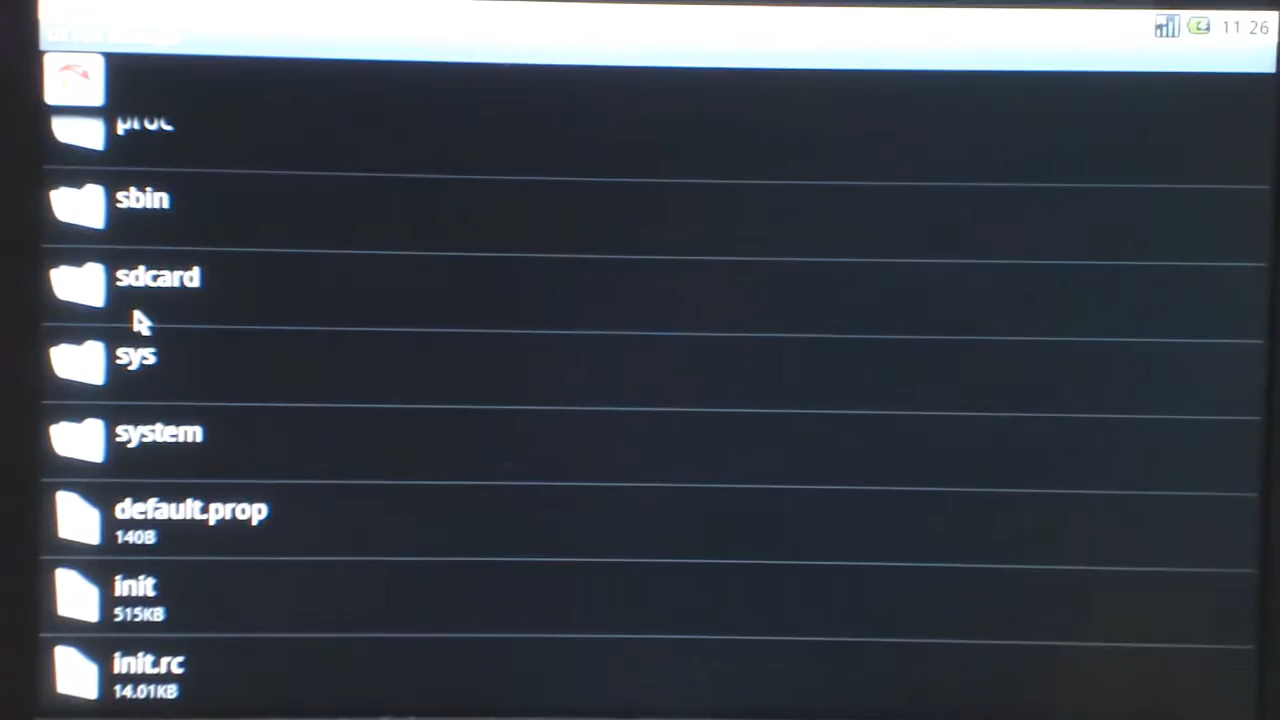 11 26
proc
sbin
sdcard
sys
system
default.prop
140B
init
515KB
init.rc
14.01KB